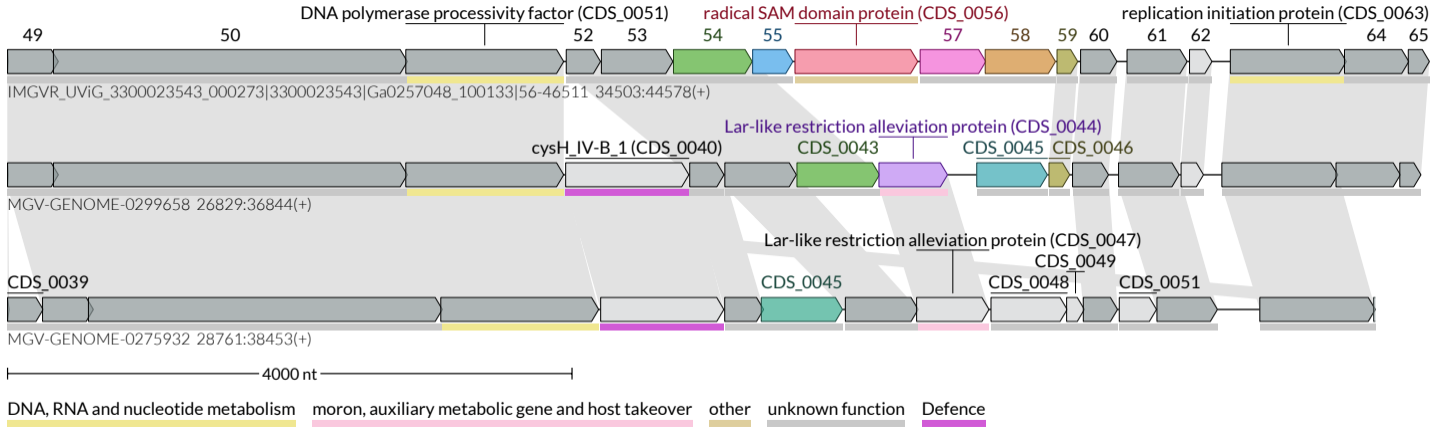 DNA polymerase processivity factor (CDS_0051) radical SAM domain protein (CDS_0056) replication initiation protein (CDS_0063)
49 50 52 53 54 55 57 58 59 60 61 62 64 65
IMGVR_UViG_3300023543_000273|3300023543|Ga0257048_100133|56-46511 34503:44578(+)
Lar-like restriction alleviation protein (CDS_0044)
cysH_IV-B_1 (CDS_0040) CDS_0043 CDS_0045 CDS_0046
MGV-GENOME-0299658 26829:36844(+)
Lar-like restriction alleviation protein (CDS_0047)
CDS_0049
CDS_0039 CDS_0045 CDS_0048 CDS_0051
MGV-GENOME-0275932 28761:38453(+)
4000 nt
DNA, RNA and nucleotide metabolism moron, auxiliary metabolic gene and host takeover other unknown function Defence